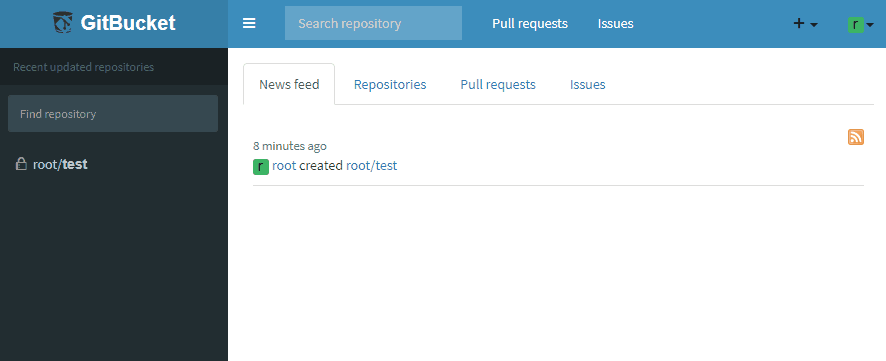 GitBucket
Search repository
Pull requests
Issues
+
r
Recent updated repositories
Find repository
root/test
News feed
Repositories
Pull requests
Issues
8 minutes ago
r root created root/test